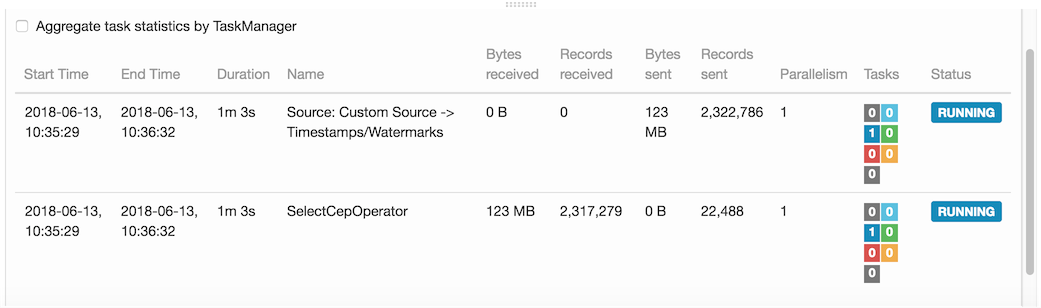 Aggregate task statistics by TaskManager
Start Time End Time Duration Name Bytes received Records received Bytes sent Records sent Parallelism Tasks Status
2018-06-13, 10:35:29 2018-06-13, 10:36:32 1m 3s Source: Custom Source -> Timestamps/Watermarks 0 B 0 123 MB 2,322,786 1 0 0 1 0 0 0 0 RUNNING
2018-06-13, 10:35:29 2018-06-13, 10:36:32 1m 3s SelectCepOperator 123 MB 2,317,279 0 B 22,488 1 0 0 1 0 0 0 0 RUNNING